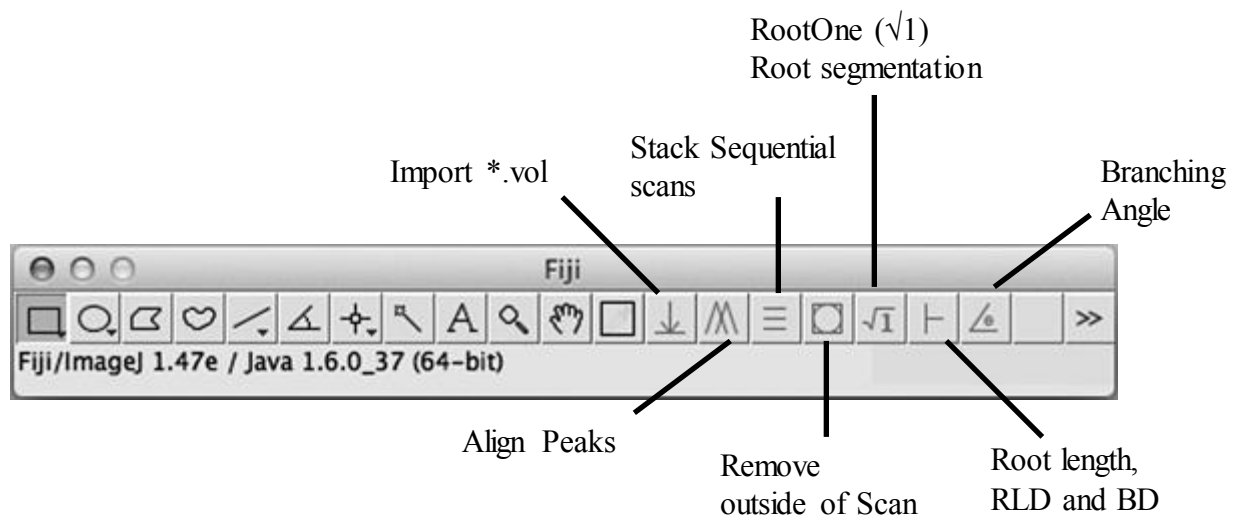 RootOne (√1)
Root segmentation
Stack Sequential
scans
Import *.vol
Branching
Angle
Fiji
A
√1
>>
Fiji/ImageJ 1.47e / Java 1.6.0_37 (64-bit)
Align Peaks
Remove
outside of Scan
Root length,
RLD and BD